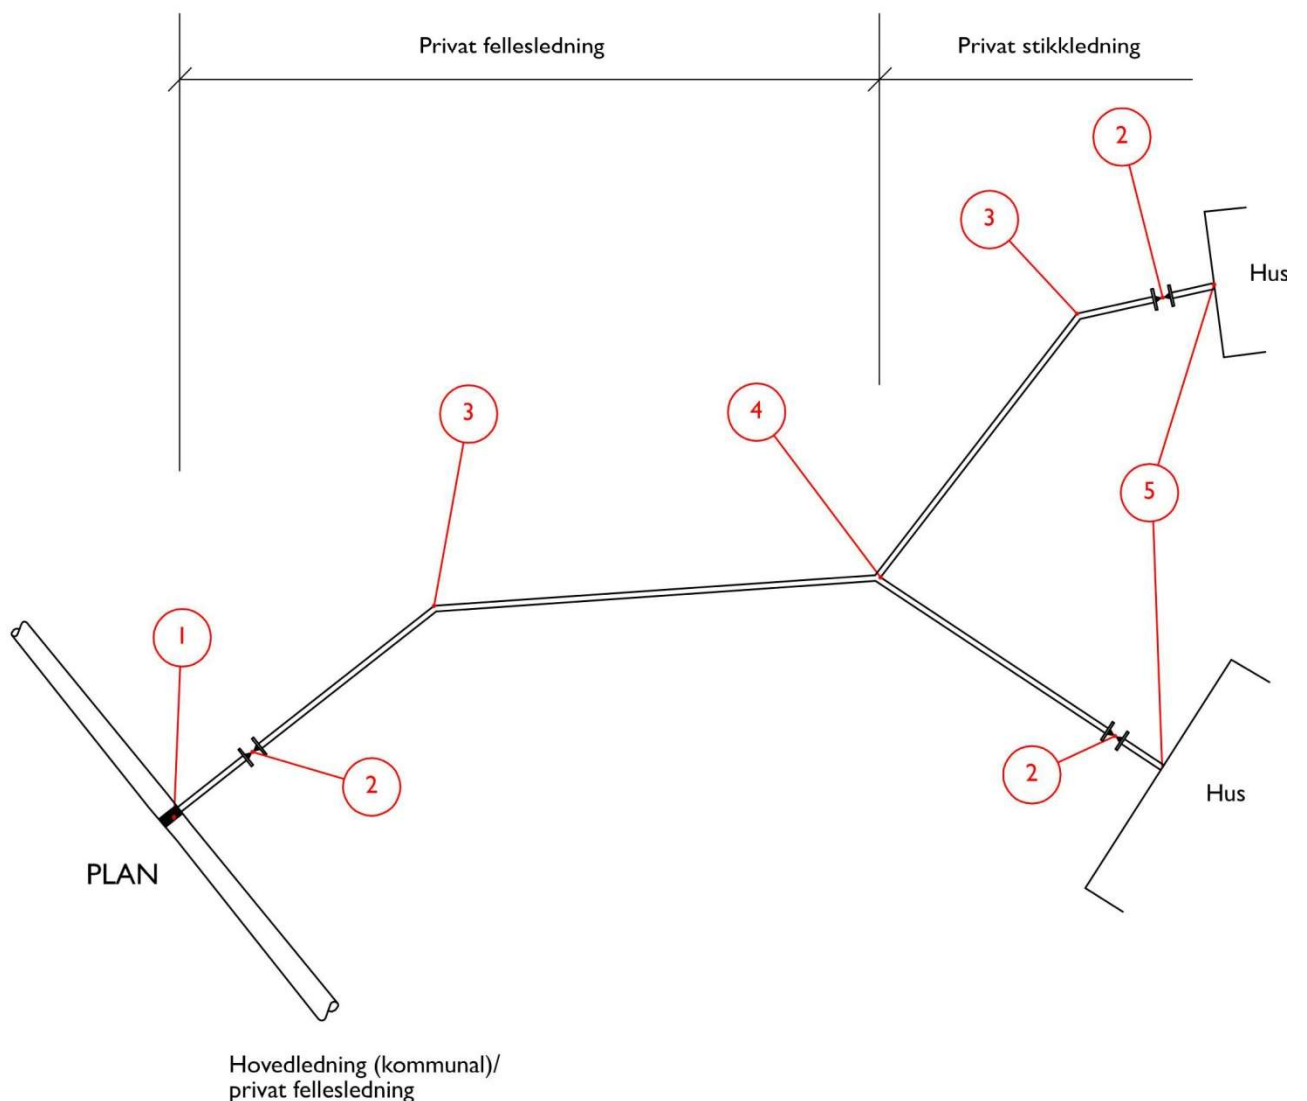 Privat fellesledning
Privat stikkledning
2
3
Hus
3
4
5
1
2
2
Hus
PLAN
Hovedledning (kommunal)/
privat fellesledning